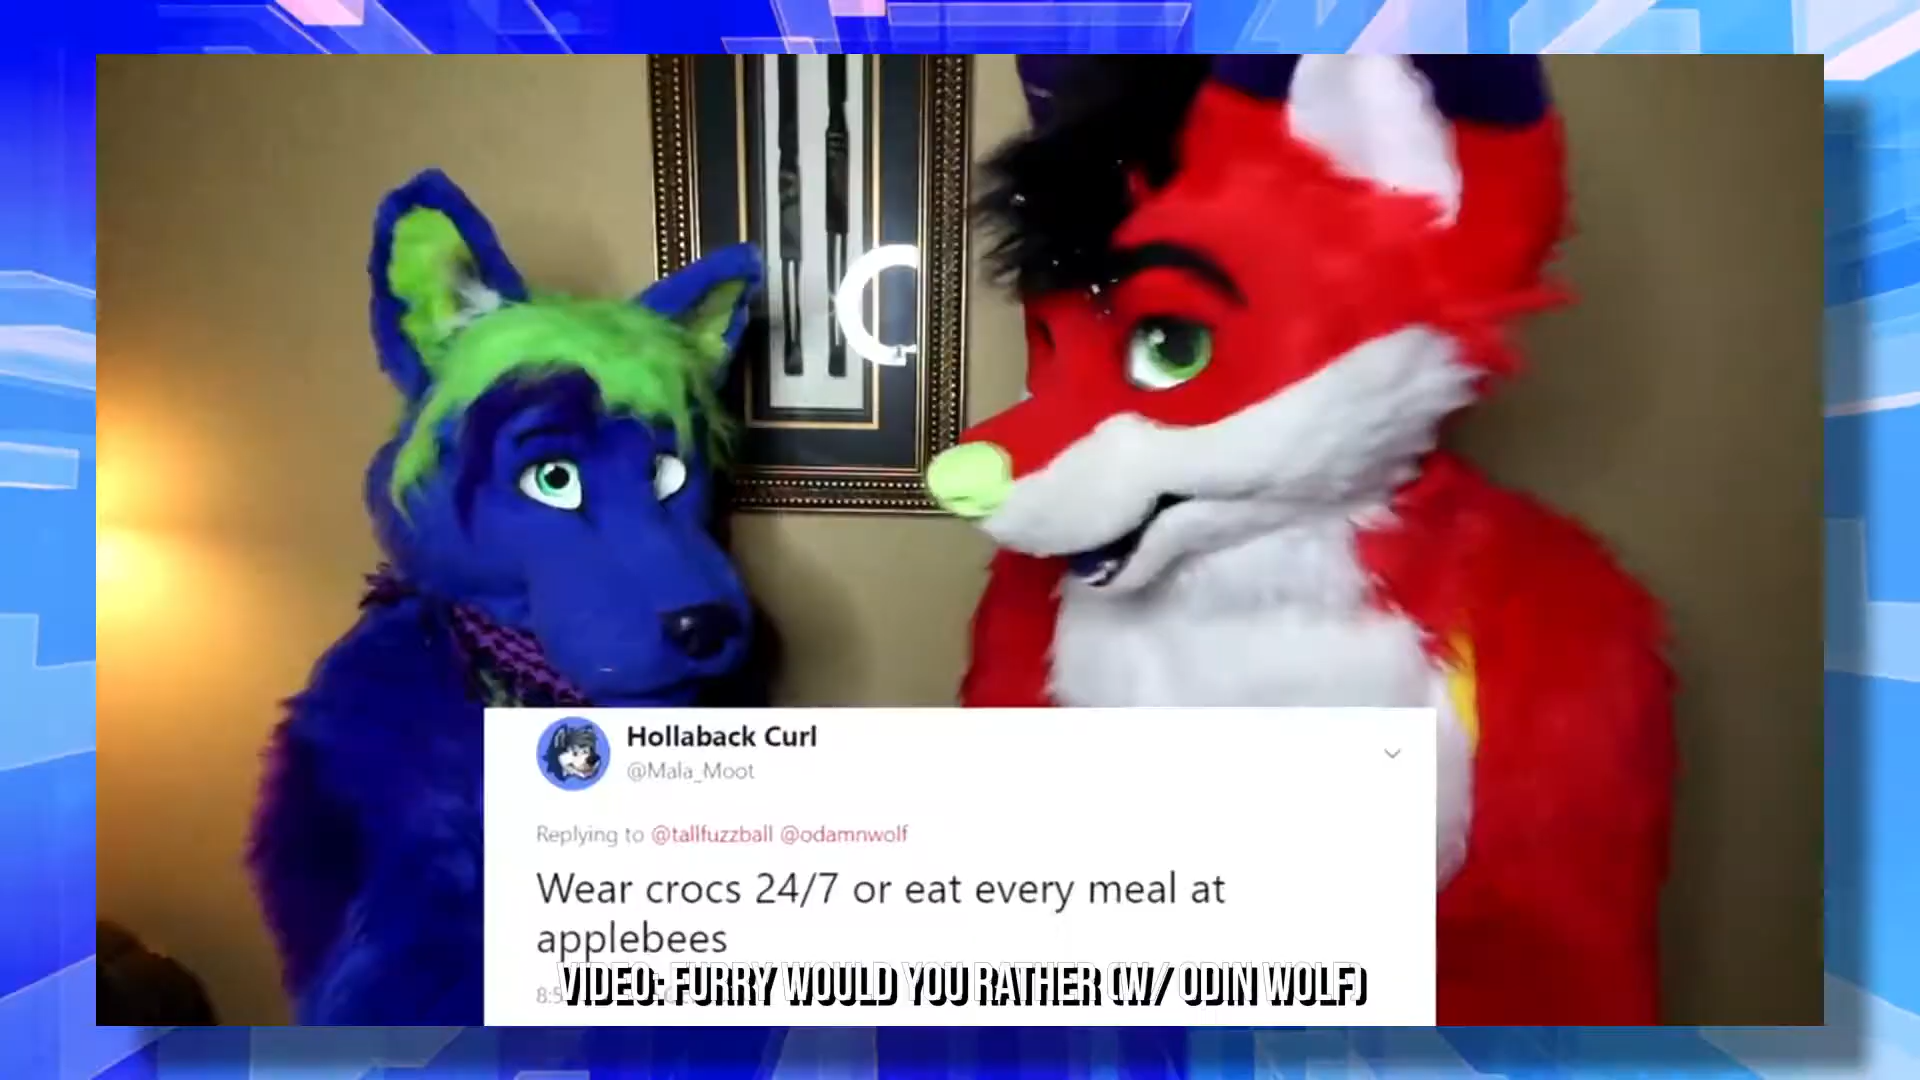 Hollaback Curl
@Mala_Moot
Replying to @tallfuzzball @odamnwolf
Wear crocs 24/7 or eat every meal at
applebees
VIDEO: FURRY WOULD YOU RATHER (W/ ODIN WOLF)